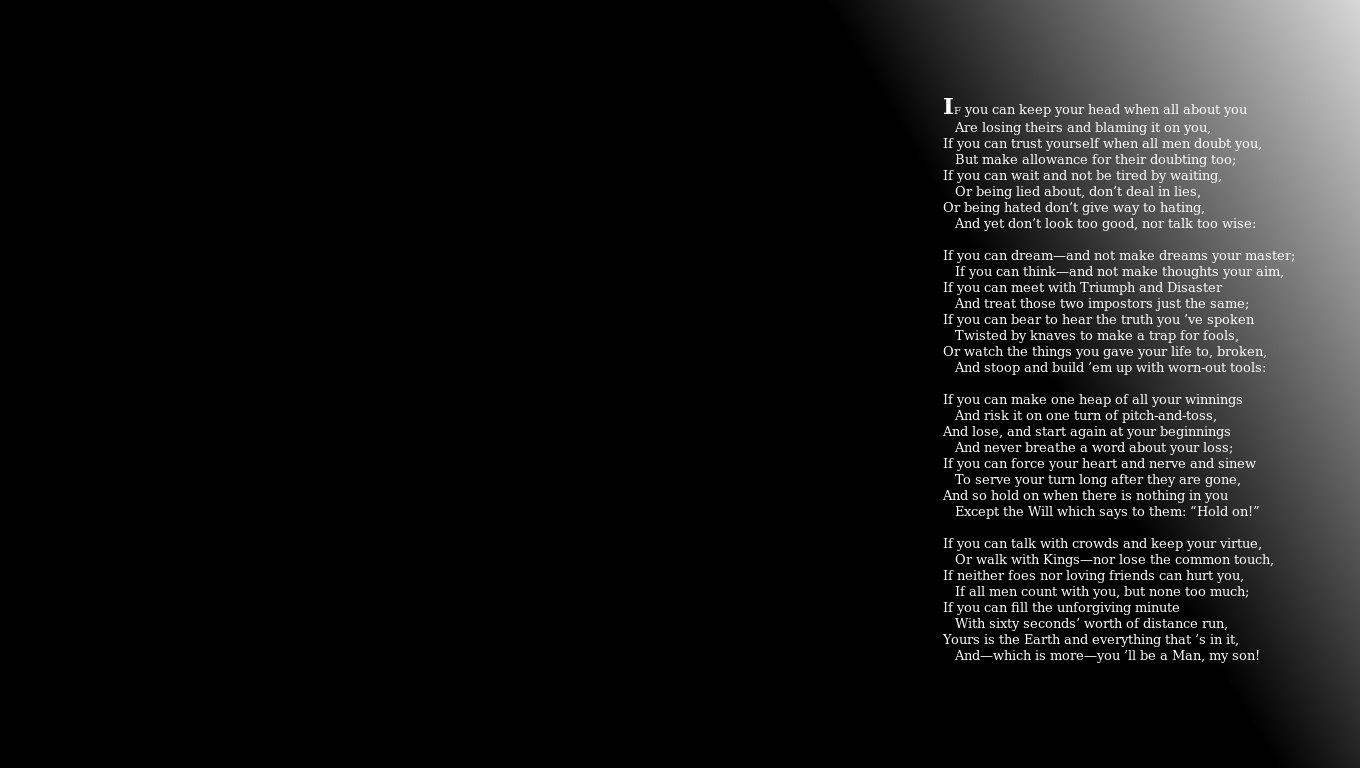 IF you can keep your head when all about you
Are losing theirs and blaming it on you,
If you can trust yourself when all men doubt you,
But make allowance for their doubting too;
If you can wait and not be tired by waiting,
Or being lied about, don’t deal in lies,
Or being hated don’t give way to hating,
And yet don’t look too good, nor talk too wise:

If you can dream—and not make dreams your master;
If you can think—and not make thoughts your aim,
If you can meet with Triumph and Disaster
And treat those two impostors just the same;
If you can bear to hear the truth you ’ve spoken
Twisted by knaves to make a trap for fools,
Or watch the things you gave your life to, broken,
And stoop and build ’em up with worn-out tools:

If you can make one heap of all your winnings
And risk it on one turn of pitch-and-toss,
And lose, and start again at your beginnings
And never breathe a word about your loss;
If you can force your heart and nerve and sinew
To serve your turn long after they are gone,
And so hold on when there is nothing in you
Except the Will which says to them: “Hold on!”

If you can talk with crowds and keep your virtue,
Or walk with Kings—nor lose the common touch,
If neither foes nor loving friends can hurt you,
If all men count with you, but none too much;
If you can fill the unforgiving minute
With sixty seconds’ worth of distance run,
Yours is the Earth and everything that ’s in it,
And—which is more—you ’ll be a Man, my son!